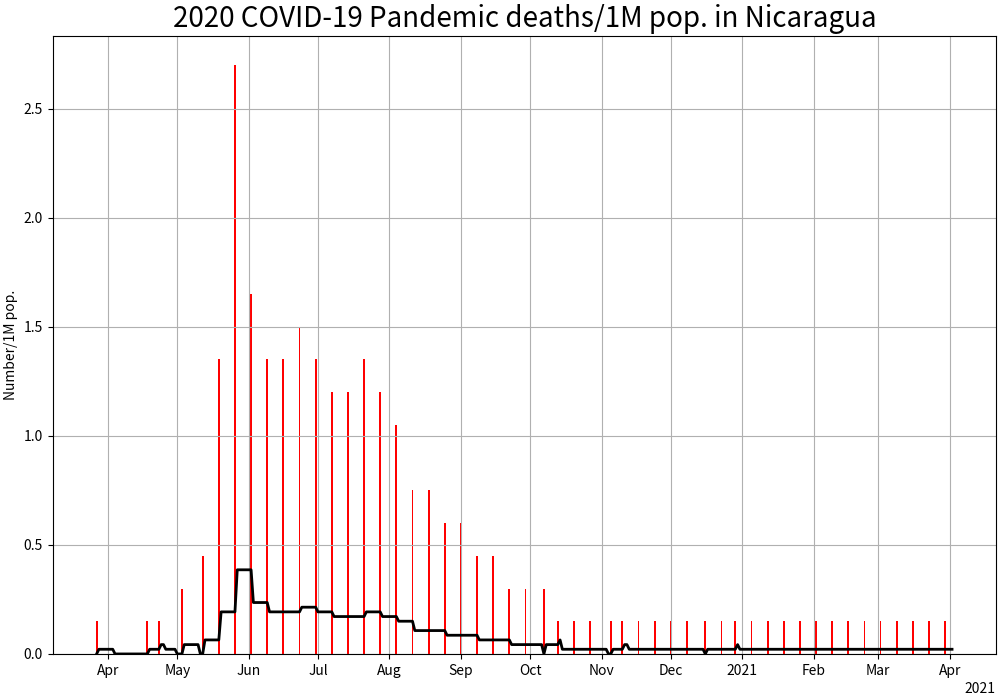 2020 COVID-19 Pandemic deaths/1M pop. in Nicaragua
Number/1M pop.
2.5
2.0
1.5
1.0
0.5
0.0
Apr May Jun Jul Aug Sep Oct Nov Dec 2021 Feb Mar Apr
2021